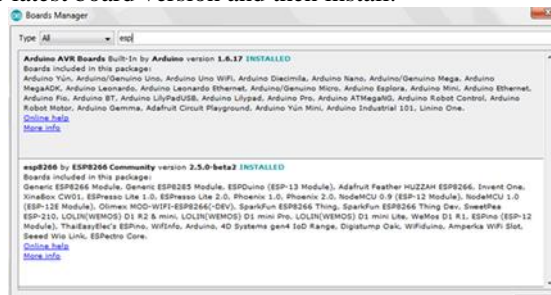 latest board version and then install.
Boards Manager
Type All esp
Arduino AVR Boards Built-In by Arduino version 1.6.17 INSTALLED
Boards included in this package:
Arduino Yún, Arduino/Genuino Uno, Arduino Uno WiFi, Arduino Diecimila, Arduino Nano, Arduino/Genuino Mega, Arduino
MegaADK, Arduino Leonardo, Arduino Leonardo Ethernet, Arduino/Genuino Micro, Arduino Esplora, Arduino Mini, Arduino Ethernet,
Arduino Fio, Arduino BT, Arduino LilyPadUSB, Arduino Lilypad, Arduino Pro, Arduino ATMegaNG, Arduino Robot Control, Arduino
Robot Motor, Arduino Gemma, Adafruit Circuit Playground, Arduino Yún Mini, Arduino Industrial 101, Linino One.
Online help
More info
esp8266 by ESP8266 Community version 2.5.0-beta2 INSTALLED
Boards included in this package:
Generic ESP8266 Module, Generic ESP8285 Module, ESPDuino (ESP-13 Module), Adafruit Feather HUZZAH ESP8266, Invent One,
XinaBox CW01, ESPresso Lite 1.0, ESPresso Lite 2.0, Phoenix 1.0, Phoenix 2.0, NodeMCU 0.9 (ESP-12 Module), NodeMCU 1.0
(ESP-12E Module), Olimex MOD-WIFI-ESP8266(-DEV), SparkFun ESP8266 Thing, SparkFun ESP8266 Thing Dev, SweetPea
ESP-210, LOLIN(WEMOS) D1 R2 & mini, LOLIN(WEMOS) D1 mini Pro, LOLIN(WEMOS) D1 mini Lite, WeMos D1 R1, ESPino (ESP-12
Module), ThaiEasyElec's ESPino, WifInfo, Arduino, 4D Systems gen4 IoD Range, Digistump Oak, WiFiduino, Amperka WiFi Slot,
Seeed Wio Link, ESPectro Core.
Online help
More info